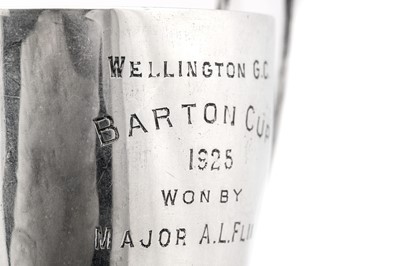 WELLINGTON G.C.
BARTON CUP
1925
WON BY
MAJOR A.L.